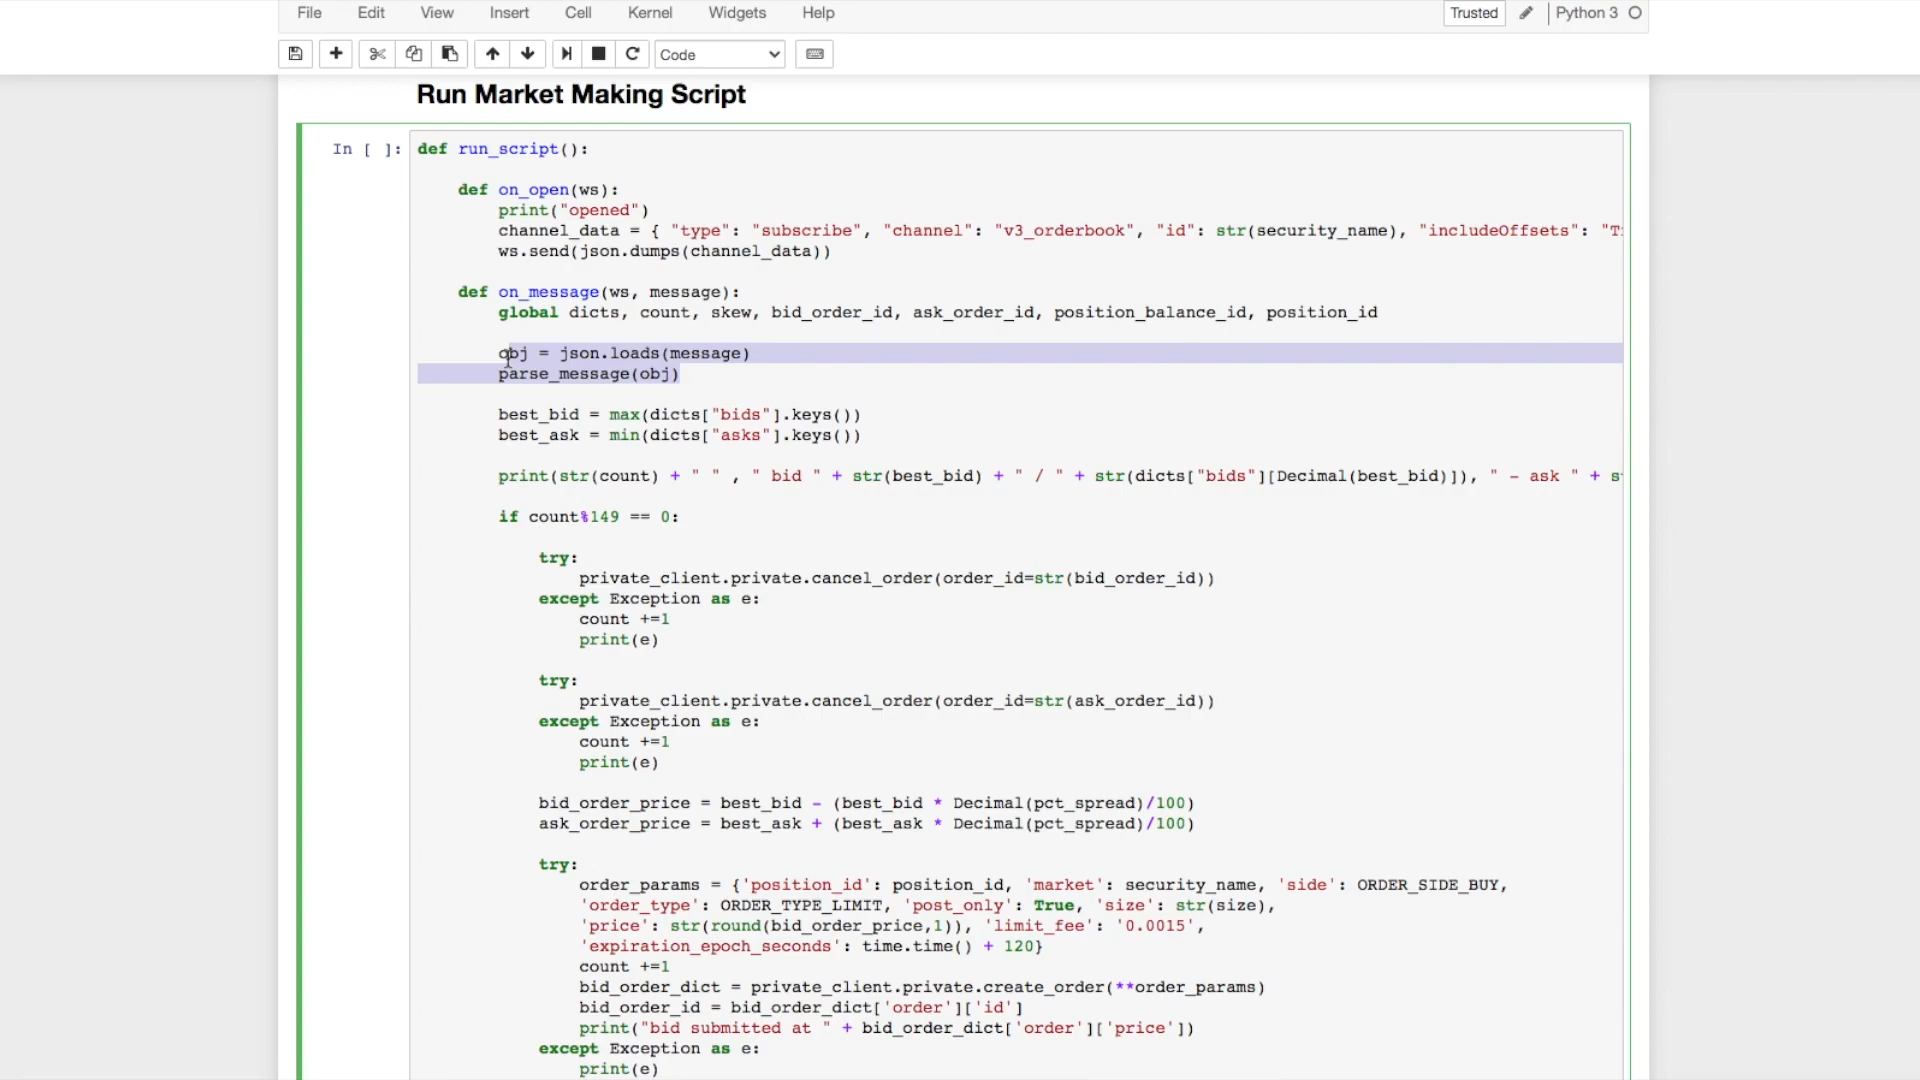 File Edit View Insert Cell Kernel Widgets Help Trusted Python 3
Code
Run Market Making Script
In [ ]: def run_script():
    def on_open(ws):
        print("opened")
        channel_data = { "type": "subscribe", "channel": "v3_orderbook", "id": str(security_name), "includeOffsets": "T
        ws.send(json.dumps(channel_data))
    def on_message(ws, message):
        global dicts, count, skew, bid_order_id, ask_order_id, position_balance_id, position_id
        obj = json.loads(message)
        parse_message(obj)
        best_bid = max(dicts["bids"].keys())
        best_ask = min(dicts["asks"].keys())
        print(str(count) + " " , " bid " + str(best_bid) + " / " + str(dicts["bids"][Decimal(best_bid)]), " - ask " + s
        if count%149 == 0:
            try:
                private_client.private.cancel_order(order_id=str(bid_order_id))
            except Exception as e:
                count +=1
                print(e)
            try:
                private_client.private.cancel_order(order_id=str(ask_order_id))
            except Exception as e:
                count +=1
                print(e)
            bid_order_price = best_bid - (best_bid * Decimal(pct_spread)/100)
            ask_order_price = best_ask + (best_ask * Decimal(pct_spread)/100)
            try:
                order_params = {'position_id': position_id, 'market': security_name, 'side': ORDER_SIDE_BUY,
                'order_type': ORDER_TYPE_LIMIT, 'post_only': True, 'size': str(size),
                'price': str(round(bid_order_price,1)), 'limit_fee': '0.0015',
                'expiration_epoch_seconds': time.time() + 120}
                count +=1
                bid_order_dict = private_client.private.create_order(**order_params)
                bid_order_id = bid_order_dict['order']['id']
                print("bid submitted at " + bid_order_dict['order']['price'])
            except Exception as e:
                print(e)